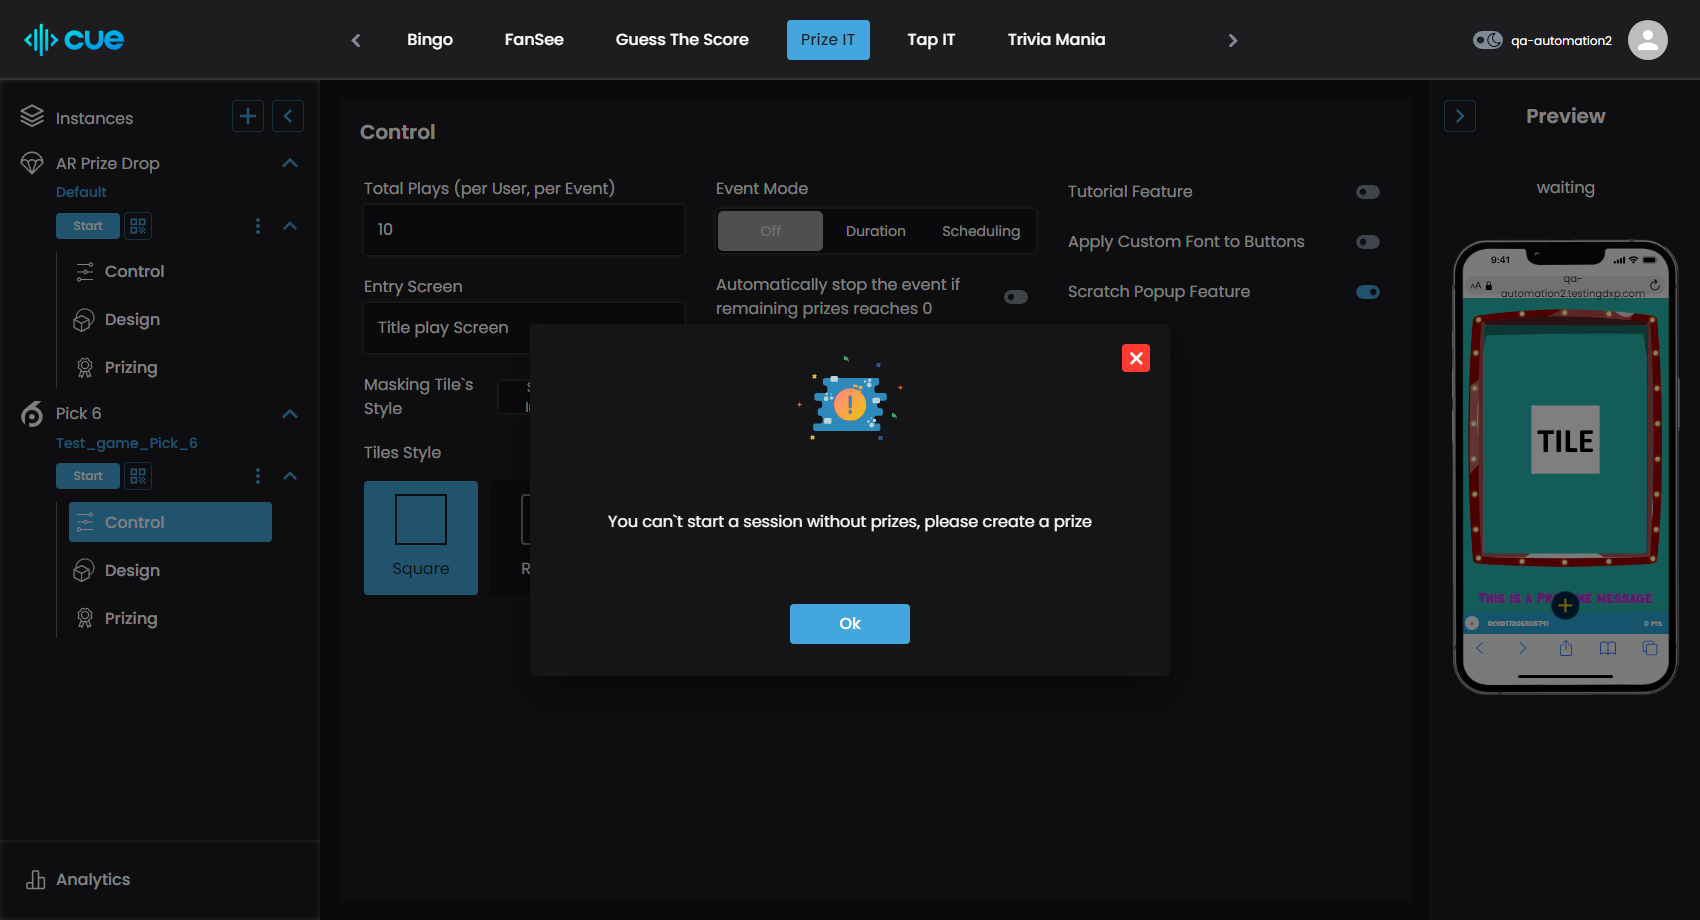 cue
Bingo
FanSee
Guess The Score
Prize IT
Tap IT
Trivia Mania
qa-automation2
Instances
AR Prize Drop
Default
Start
Control
Design
Prizing
Pick 6
Test_game_Pick_6
Start
Control
Design
Prizing
Analytics
Control
Total Plays (per User, per Event)
10
Entry Screen
Title play Screen
Masking Tile`s
Style
Tiles Style
Square
Event Mode
Off
Duration
Scheduling
Automatically stop the event if
remaining prizes reaches 0
Tutorial Feature
Apply Custom Font to Buttons
Scratch Popup Feature
You can`t start a session without prizes, please create a prize
Ok
Preview
waiting
9:41
AA
qa-
automation2.testingdxp.com
TILE
This is a Pr me message
0 PTS.